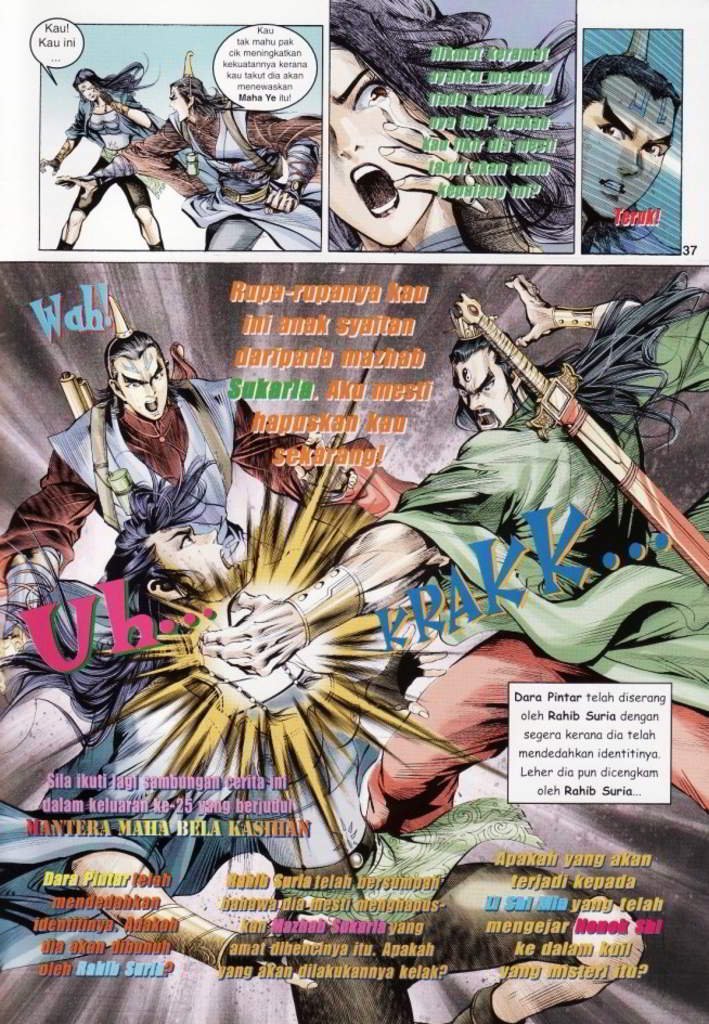 Kau!
Kau ini
...
Kau
tak mahu pak
cik meningkatkan
kekuatannya kerana
kau takut dia akan
menewaskan
Maha Ye itu!
Hikmat keramat
ayahku memang
tiada tandingan-
nya lagi. Apakah
kau fikir dia mesti
takut akan rahib
kepalang ini?
Teruk!
37
Wah!
Rupa-rupanya kau
ini anak syaitan
daripada mazhab
Sukaria. Aku mesti
hapuskan kau
sekarang!
Uh...
KRAKK...
Dara Pintar telah diserang
oleh Rahib Suria dengan
segera kerana dia telah
mendedahkan identitinya.
Leher dia pun dicengkam
oleh Rahib Suria...
Sila ikuti lagi sambungan cerita ini
dalam keluaran ke-25 yang berjudul
MANTERA MAHA BELA KASIHAN
Dara Pintar telah
mendedahkan
identitinya. Adakah
dia akan dibunuh
oleh Rahib Suria?
Rahib Suria telah bersumpah
bahawa dia mesti menghapus-
kan Mazhab Sukaria yang
amat dibencinya itu. Apakah
yang akan dilakukannya kelak?
Apakah yang akan
terjadi kepada
Li Shi Min yang telah
mengejar Honok Shi
ke dalam kuil
yang misteri itu?